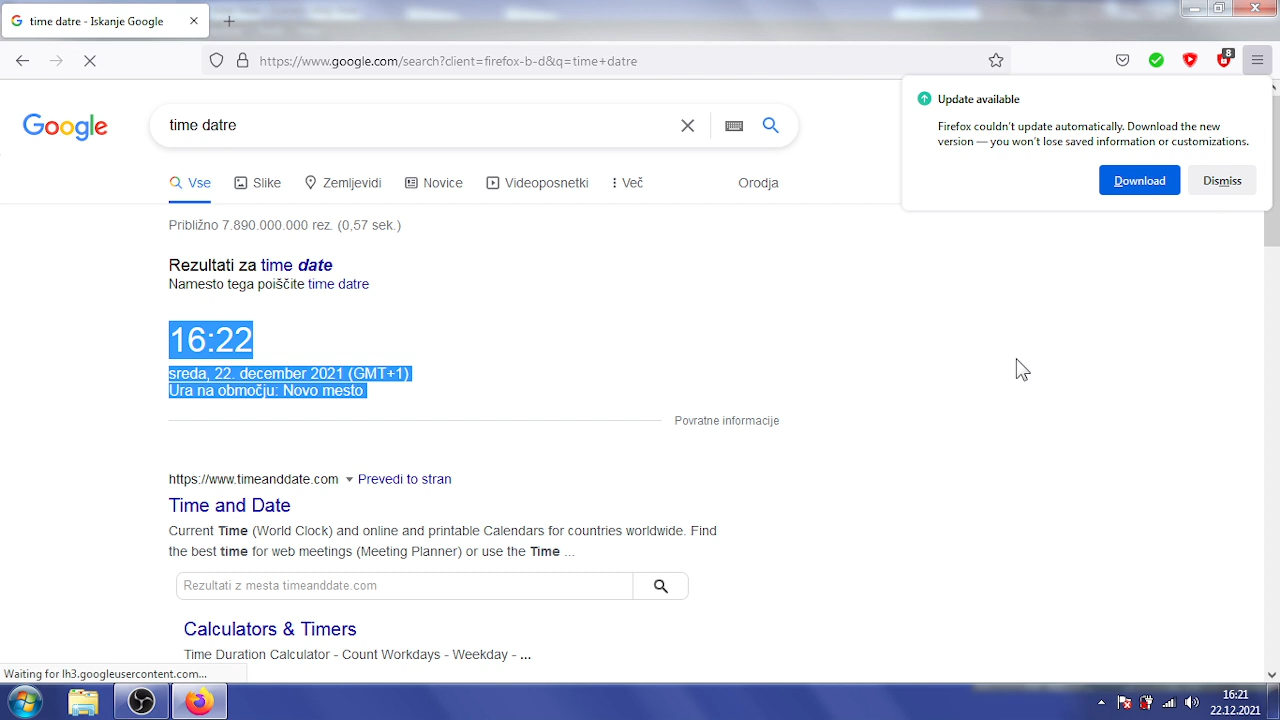 time datre - Iskanje Google
https://www.google.com/search?client=firefox-b-d&q=time+datre
8
Update available
Firefox couldn't update automatically. Download the new
version — you won't lose saved information or customizations.
Download
Dismiss
Google
time datre
Vse
Slike
Zemljevidi
Novice
Videoposnetki
Več
Orodja
Približno 7.890.000.000 rez. (0,57 sek.)
Rezultati za time date
Namesto tega poiščite time datre
16:22
sreda, 22. december 2021 (GMT+1)
Ura na območju: Novo mesto
Povratne informacije
https://www.timeanddate.com Prevedi to stran
Time and Date
Current Time (World Clock) and online and printable Calendars for countries worldwide. Find
the best time for web meetings (Meeting Planner) or use the Time ...
Rezultati z mesta timeanddate.com
Calculators & Timers
Time Duration Calculator - Count Workdays - Weekday - ...
Waiting for lh3.googleusercontent.com...
16:21
22.12.2021